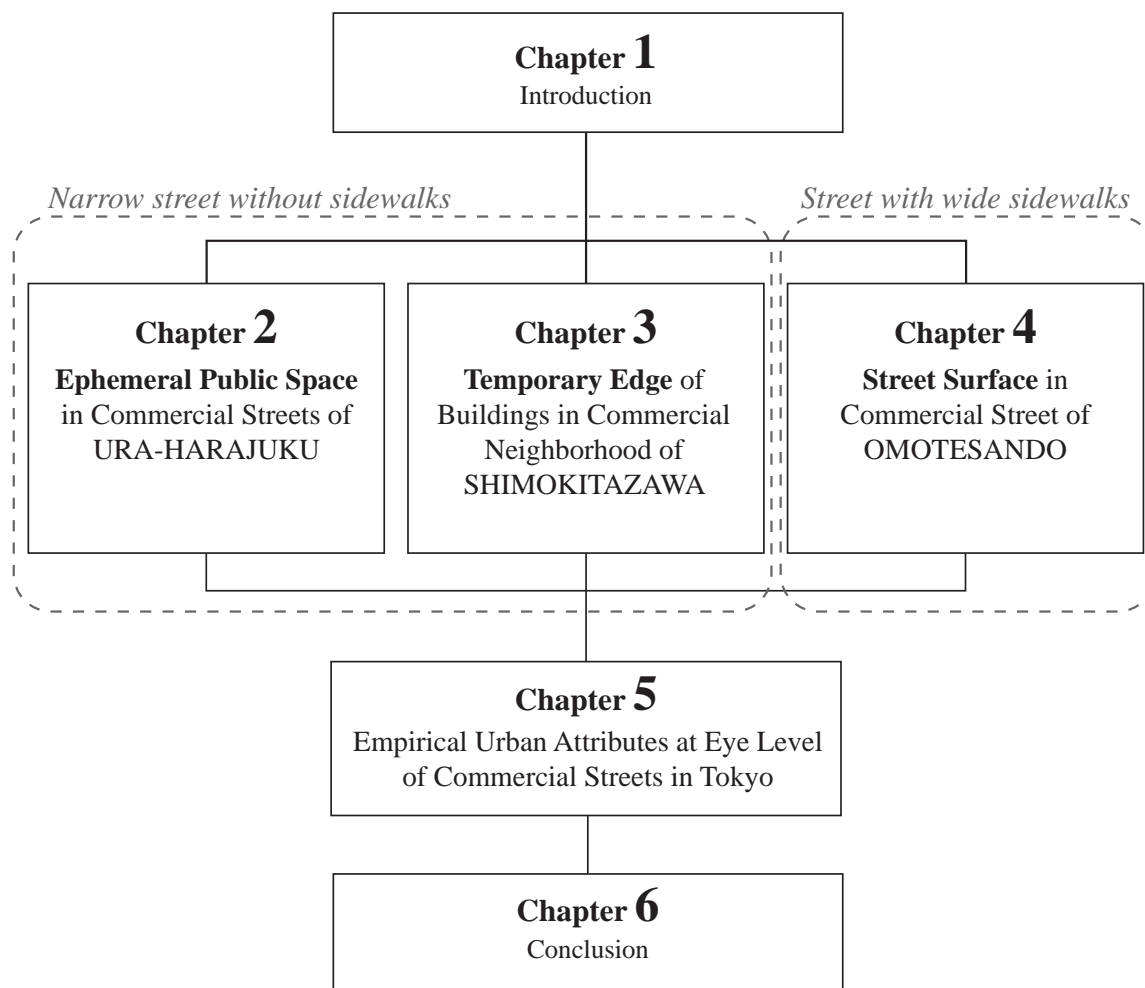 Chapter 1
Introduction
Narrow street without sidewalks
Street with wide sidewalks
Chapter 2
Ephemeral Public Space
in Commercial Streets of
URA-HARAJUKU
Chapter 3
Temporary Edge of
Buildings in Commercial
Neighborhood of
SHIMOKITAZAWA
Chapter 4
Street Surface in
Commercial Street of
OMOTESANDO
Chapter 5
Empirical Urban Attributes at Eye Level
of Commercial Streets in Tokyo
Chapter 6
Conclusion